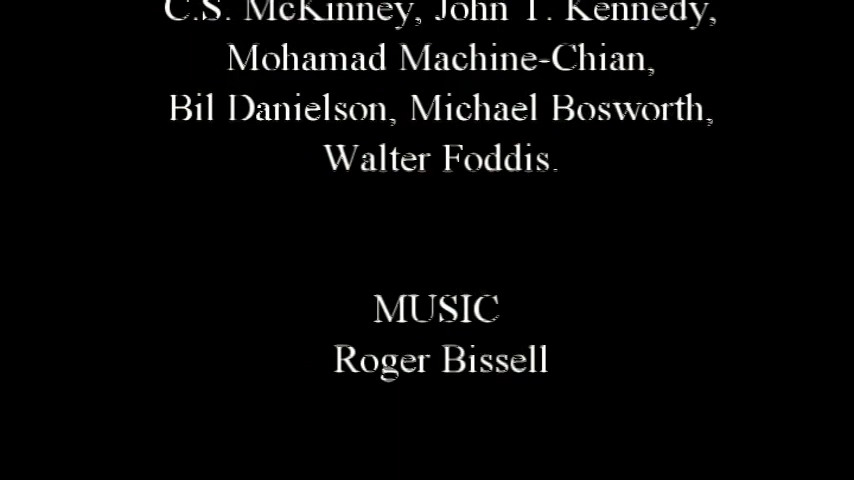 C.S. McKinney, John T. Kennedy,
Mohamad Machine-Chian,
Bil Danielson, Michael Bosworth,
Walter Foddis.
MUSIC
Roger Bissell